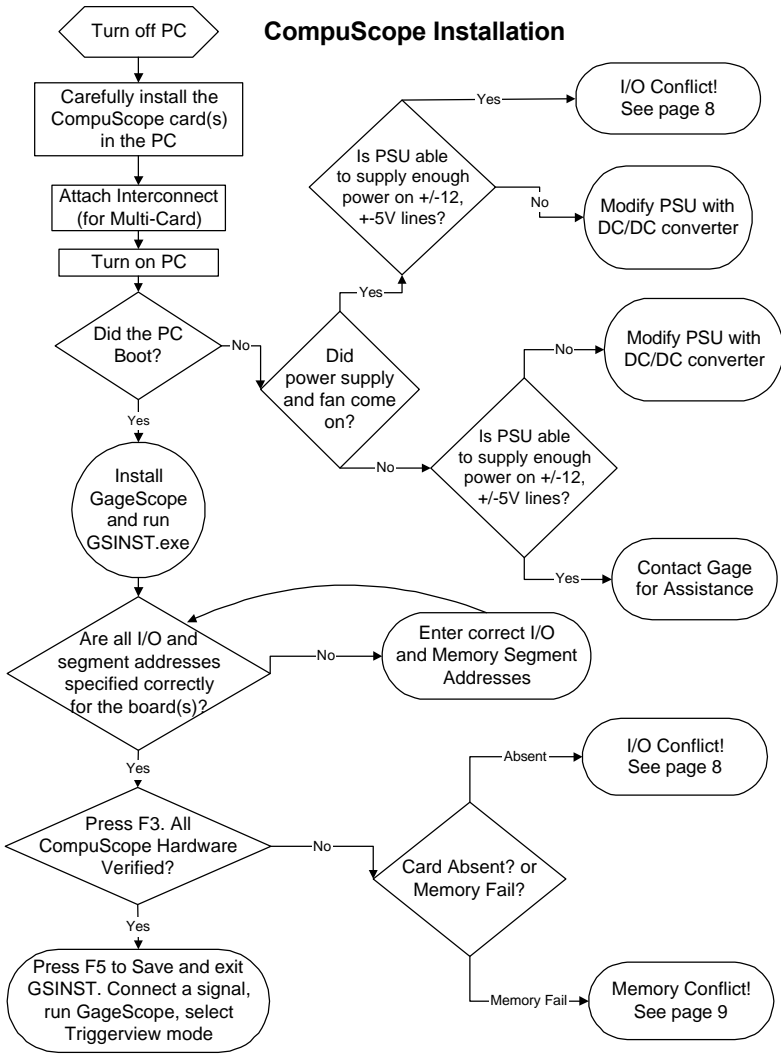 CompuScope Installation
Turn off PC
Carefully install the
CompuScope card(s)
in the PC
Attach Interconnect
(for Multi-Card)
Turn on PC
Did the PC
Boot?
No
Yes
Did
power supply
and fan come
on?
Yes
No
Is PSU able
to supply enough
power on +/-12,
+-5V lines?
Yes
I/O Conflict!
See page 8
No
Modify PSU with
DC/DC converter
Is PSU able
to supply enough
power on +/-12,
+/-5V lines?
No
Modify PSU with
DC/DC converter
Yes
Contact Gage
for Assistance
Install
GageScope
and run
GSINST.exe
Are all I/O and
segment addresses
specified correctly
for the board(s)?
No
Enter correct I/O
and Memory Segment
Addresses
Yes
Press F3. All
CompuScope Hardware
Verified?
No
Card Absent? or
Memory Fail?
Absent
I/O Conflict!
See page 8
Memory Fail
Memory Conflict!
See page 9
Yes
Press F5 to Save and exit
GSINST. Connect a signal,
run GageScope, select
Triggerview mode